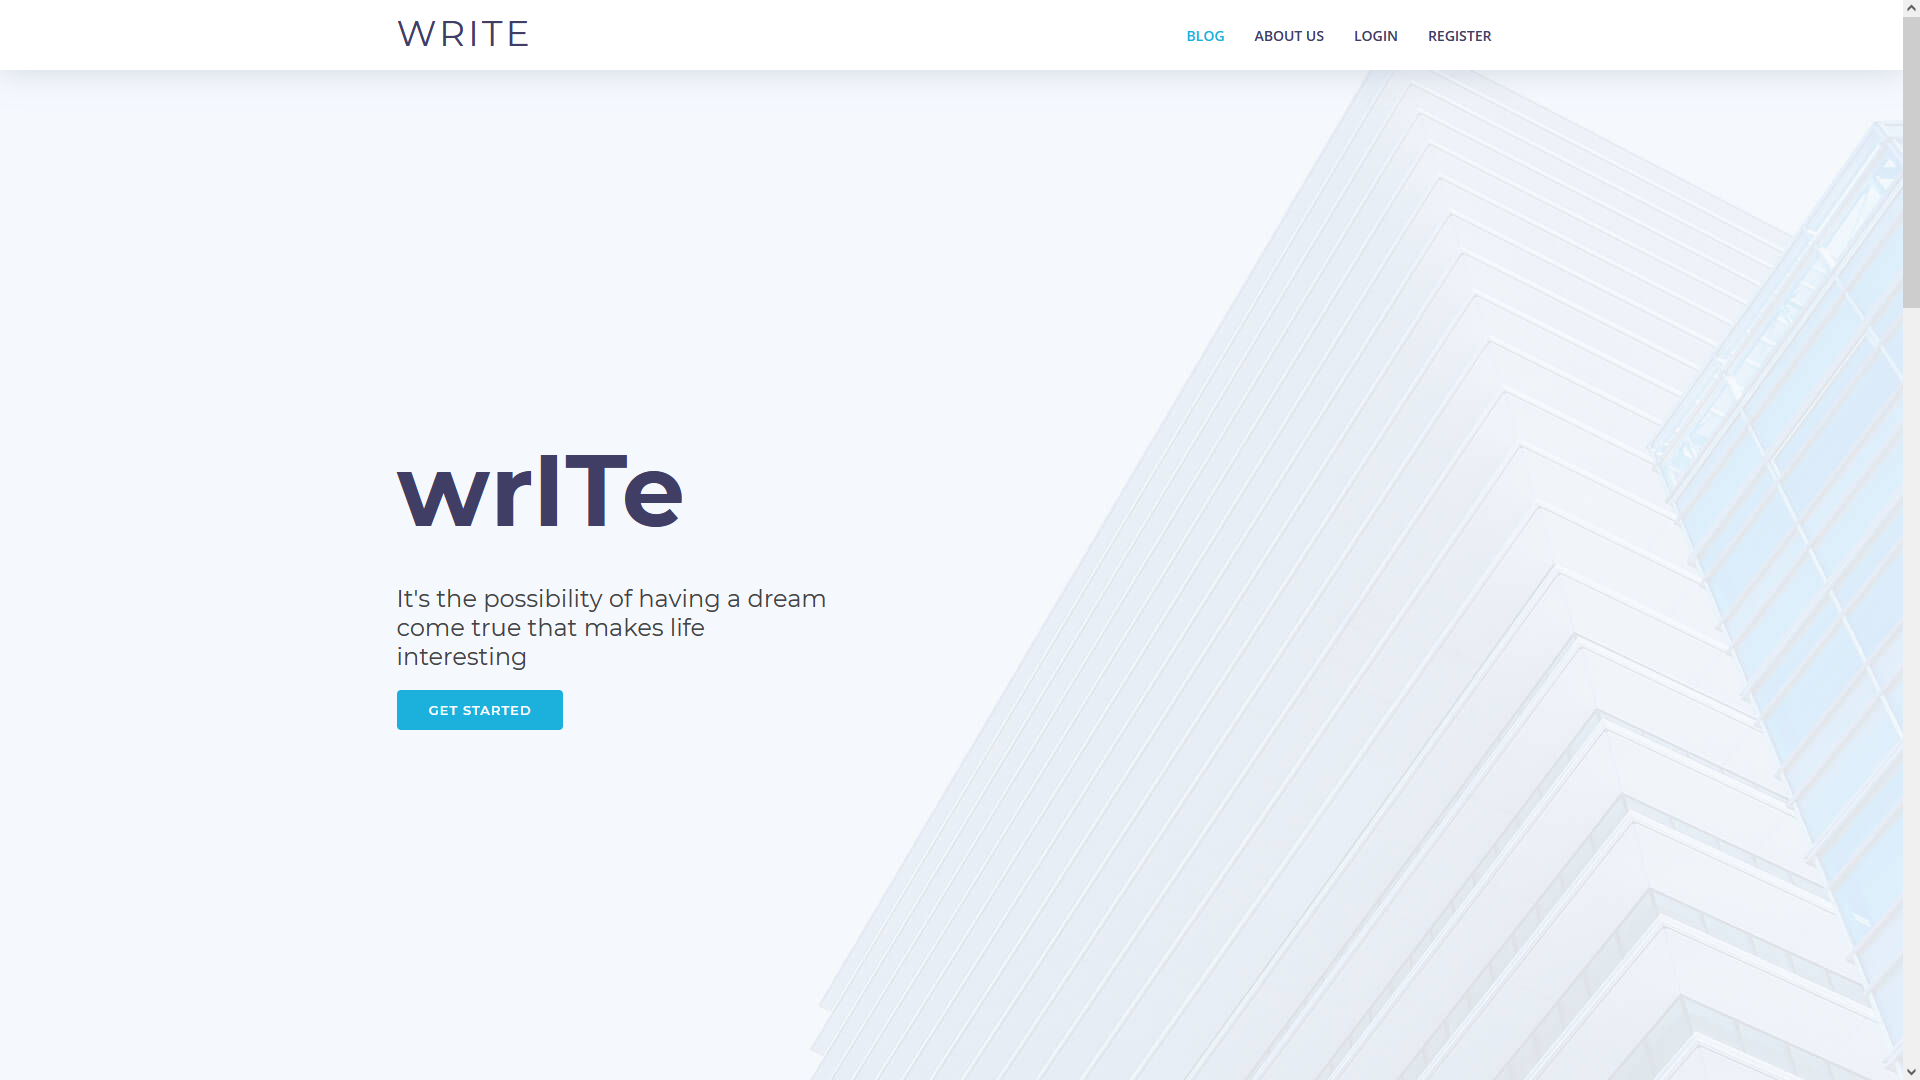 WRITE
BLOG ABOUT US LOGIN REGISTER
wrITe
It's the possibility of having a dream
come true that makes life
interesting
GET STARTED